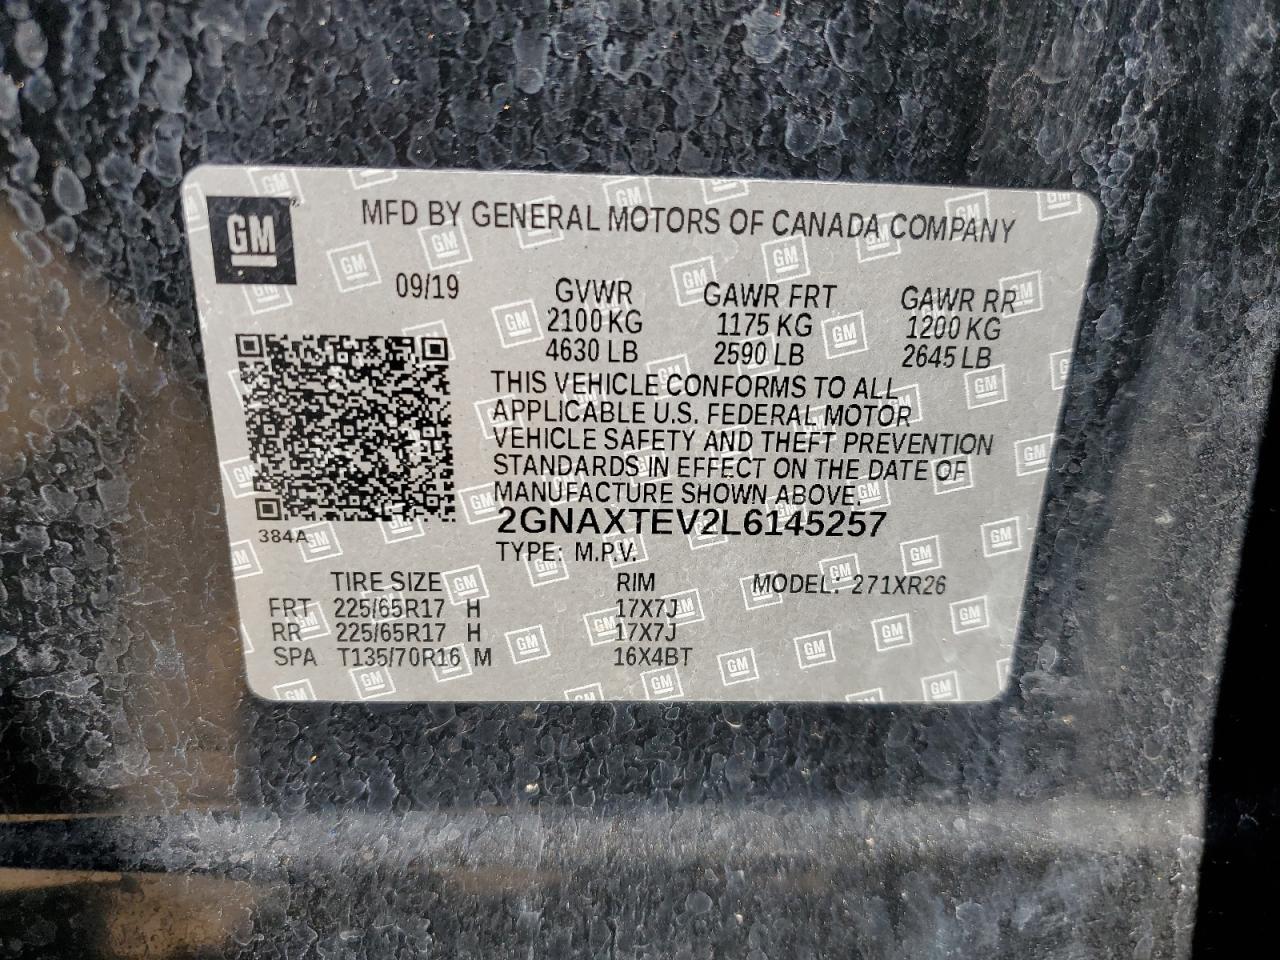 GM
MFD BY GENERAL MOTORS OF CANADA COMPANY
09/19 GVWR GAWR FRT GAWR RR
2100 KG 1175 KG 1200 KG
4630 LB 2590 LB 2645 LB
THIS VEHICLE CONFORMS TO ALL
APPLICABLE U.S. FEDERAL MOTOR
VEHICLE SAFETY AND THEFT PREVENTION
STANDARDS IN EFFECT ON THE DATE OF
MANUFACTURE SHOWN ABOVE.
2GNAXTEV2L6145257
384A
TYPE: M.P.V.
TIRE SIZE RIM MODEL: 271XR26
FRT 225/65R17 H 17X7J
RR 225/65R17 H 17X7J
SPA T135/70R16 M 16X4BT